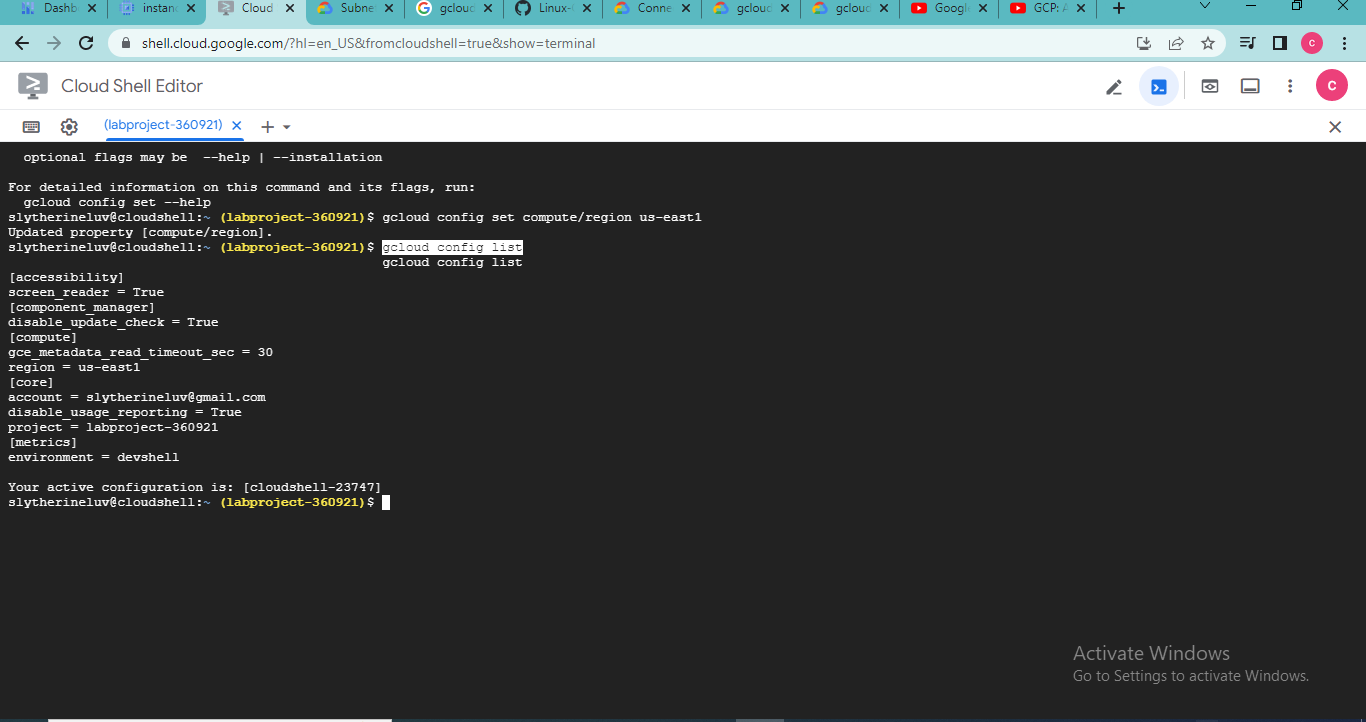 Dashb
instanc
Cloud
Subne
gcloud
Linux-
Conne
gcloud
gcloud
Google
GCP: A
shell.cloud.google.com/?hl=en_US&fromcloudshell=true&show=terminal
C
Cloud Shell Editor
C
(labproject-360921)
optional flags may be  --help | --installation
For detailed information on this command and its flags, run:
gcloud config set --help
slytherineluv@cloudshell:~ (labproject-360921)$ gcloud config set compute/region us-east1
Updated property [compute/region].
slytherineluv@cloudshell:~ (labproject-360921)$ gcloud config list
gcloud config list
[accessibility]
screen_reader = True
[component_manager]
disable_update_check = True
[compute]
gce_metadata_read_timeout_sec = 30
region = us-east1
[core]
account = slytherineluv@gmail.com
disable_usage_reporting = True
project = labproject-360921
[metrics]
environment = devshell
Your active configuration is: [cloudshell-23747]
slytherineluv@cloudshell:~ (labproject-360921)$
Activate Windows
Go to Settings to activate Windows.